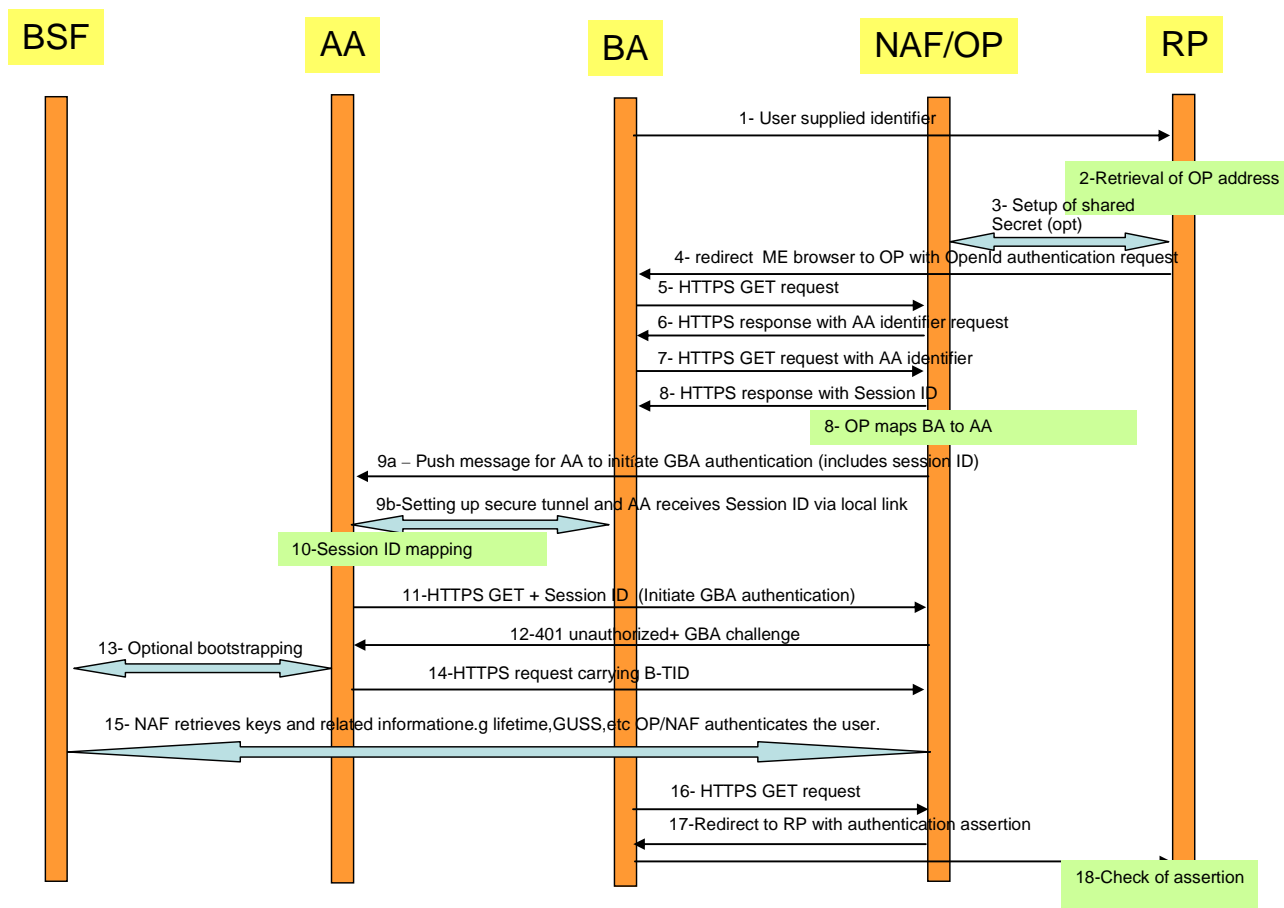 BSF
AA
BA
NAF/OP
RP
1- User supplied identifier
2-Retrieval of OP address
3- Setup of shared
Secret (opt)
4- redirect ME browser to OP with OpenId authentication request
5- HTTPS GET request
6- HTTPS response with AA identifier request
7- HTTPS GET request with AA identifier
8- HTTPS response with Session ID
8- OP maps BA to AA
9a – Push message for AA to initiate GBA authentication (includes session ID)
9b-Setting up secure tunnel and AA receives Session ID via local link
10-Session ID mapping
11-HTTPS GET + Session ID (Initiate GBA authentication)
12-401 unauthorized+ GBA challenge
13- Optional bootstrapping
14-HTTPS request carrying B-TID
15- NAF retrieves keys and related informatione.g lifetime,GUSS,etc OP/NAF authenticates the user.
16- HTTPS GET request
17-Redirect to RP with authentication assertion
18-Check of assertion